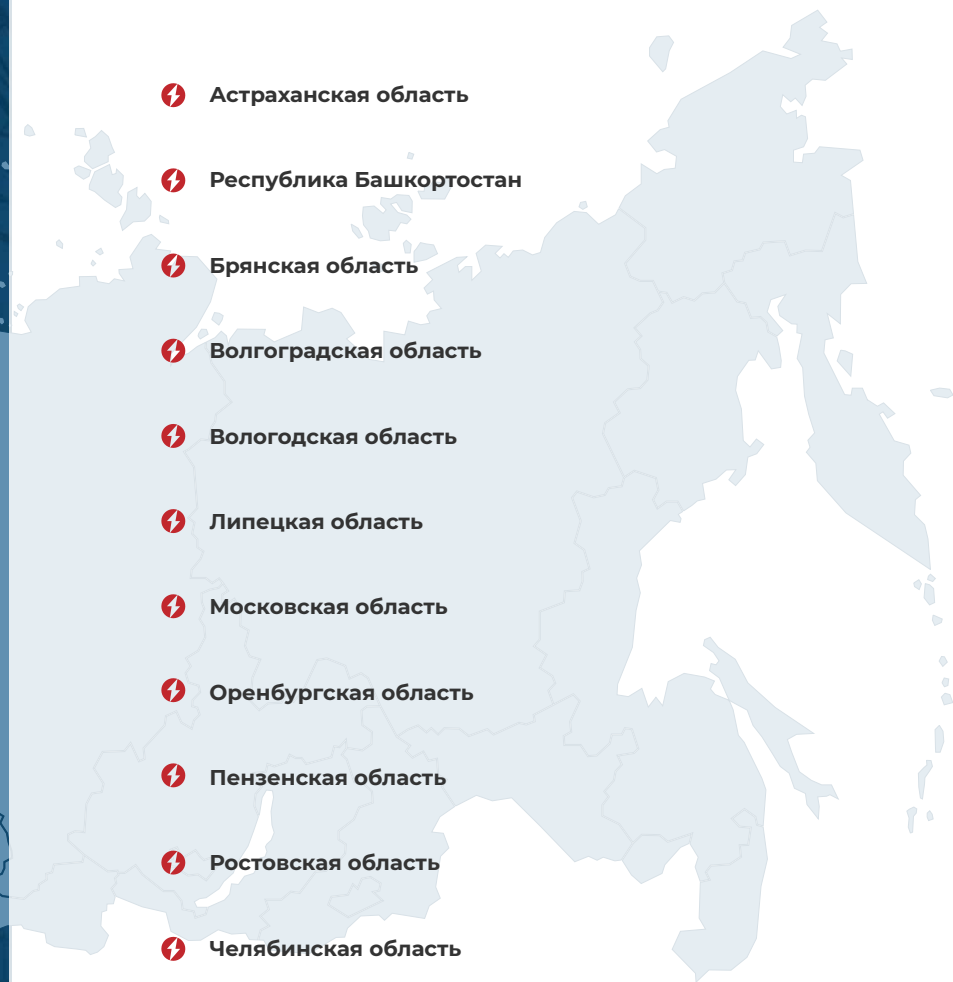 Астраханская область
Республика Башкортостан
Брянская область
Волгоградская область
Вологодская область
Липецкая область
Московская область
Оренбургская область
Пензенская область
Ростовская область
Челябинская область